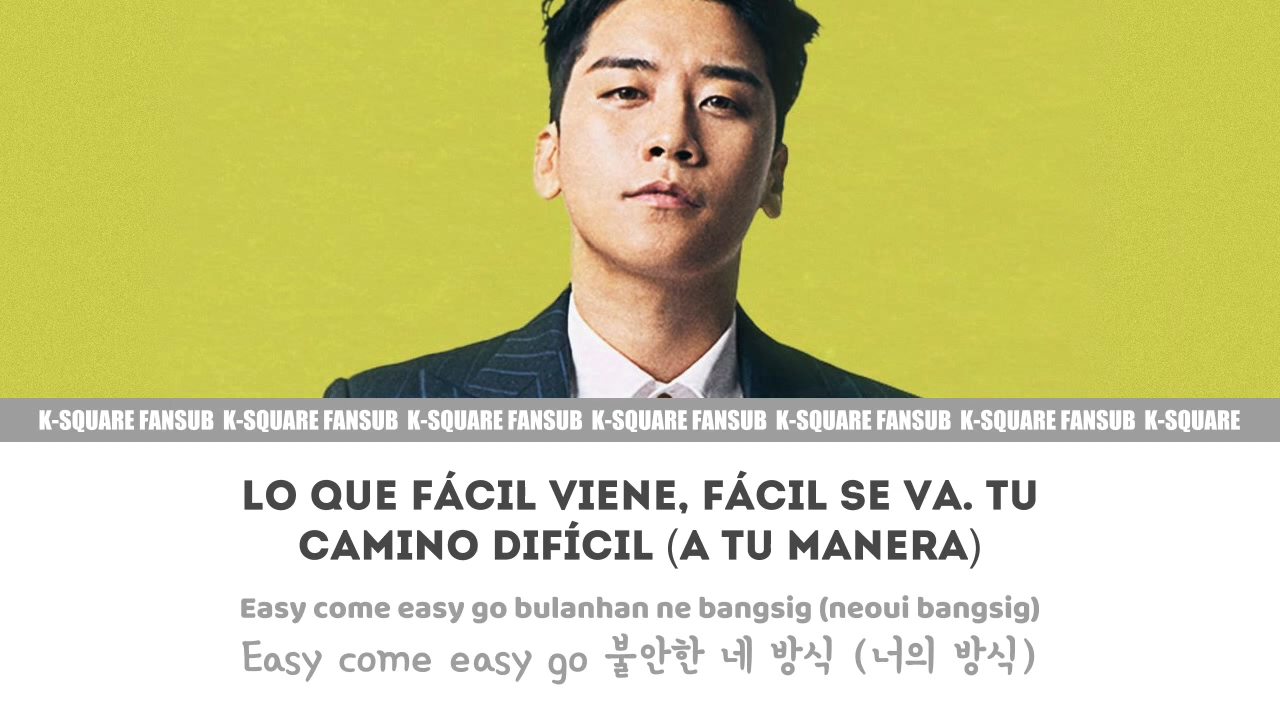 K-SQUARE FANSUB K-SQUARE FANSUB K-SQUARE FANSUB K-SQUARE FANSUB K-SQUARE FANSUB K-SQUARE FANSUB K-SQUARE
LO QUE FÁCIL VIENE, FÁCIL SE VA. TU
CAMINO DIFÍCIL (A TU MANERA)
Easy come easy go bulanhan ne bangsig (neoui bangsig)
Easy come easy go 불안한 네 방식 (너의 방식)